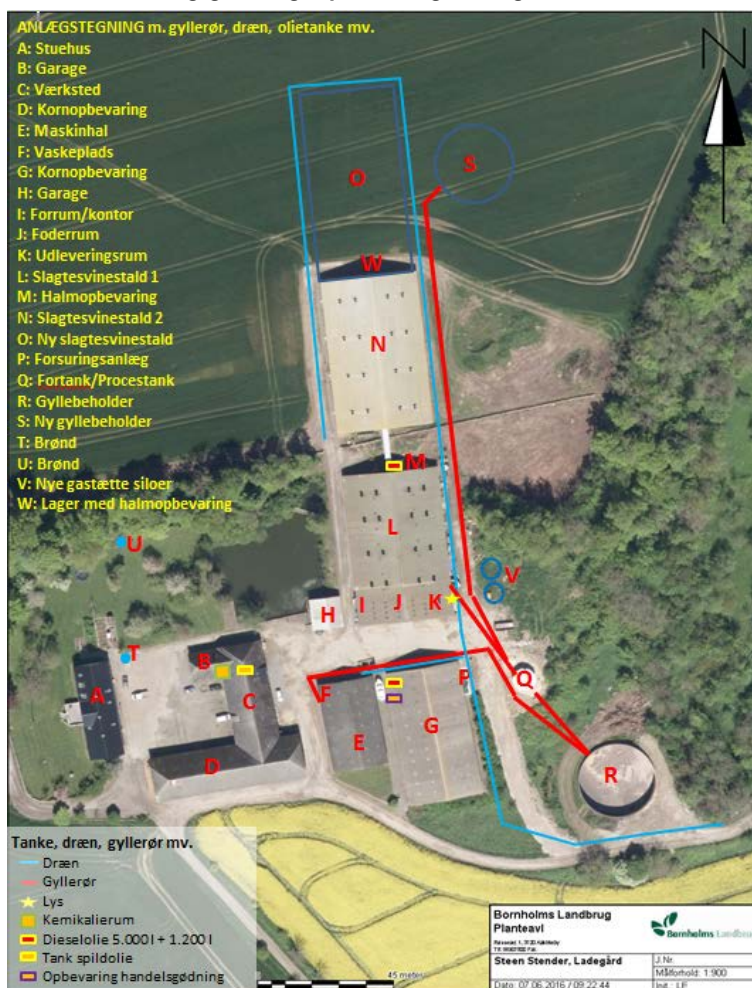 ANLÆGSTEGNING m. gyllerør, dræn, olietanke mv.
A: Stuehus
B: Garage
C: Værksted
D: Kornopbevaring
E: Maskinhal
F: Vaskeplads
G: Kornopbevaring
H: Garage
I: Forrum/kontor
J: Foderrum
K: Udleveringsrum
L: Slagtesvinestald 1
M: Halmopbevaring
N: Slagtesvinestald 2
O: Ny slagtesvinestald
P: Forsuringsanlæg
Q: Fortank/Procestank
R: Gyllebeholder
S: Ny gyllebeholder
T: Brønd
U: Brønd
V: Nye gastætte siloer
W: Lager med halmopbevaring
N
S
O
W
N
M
L
U
V
I J K
H
T
B
A
C
F
P
Q
E
G
D
R
Tanke, dræn, gyllerør mv.
Dræn
Gyllerør
Lys
Kemikalierum
Dieselolie 5.000 l + 1.200 l
Tank spildolie
Opbevaring handelsgødning
45 meter
Bornholms Landbrug
Planteavl
Bornholms Landbrug
Steen Stender, Ladegård
J.Nr.
Målforhold: 1:900
Dato: 07.06.2016 / 09:22:44
Init.: LF